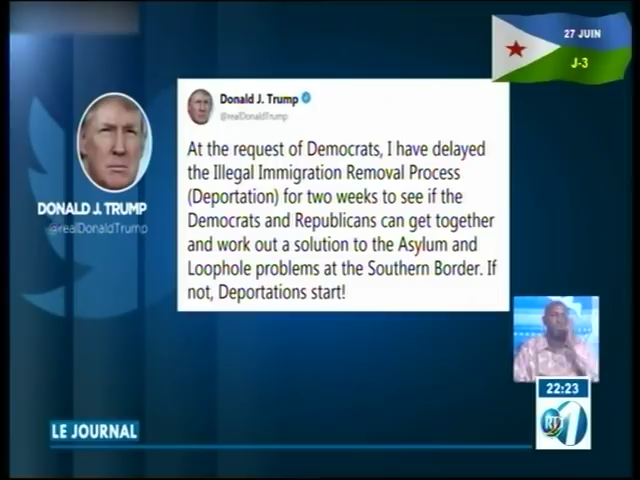 27 JUIN
J-3
Donald J. Trump
@realDonaldTrump
At the request of Democrats, I have delayed
the Illegal Immigration Removal Process
(Deportation) for two weeks to see if the
Democrats and Republicans can get together
and work out a solution to the Asylum and
Loophole problems at the Southern Border. If
not, Deportations start!
DONALD J. TRUMP
@realDonaldTrump
22:23
RTD
1
LE JOURNAL